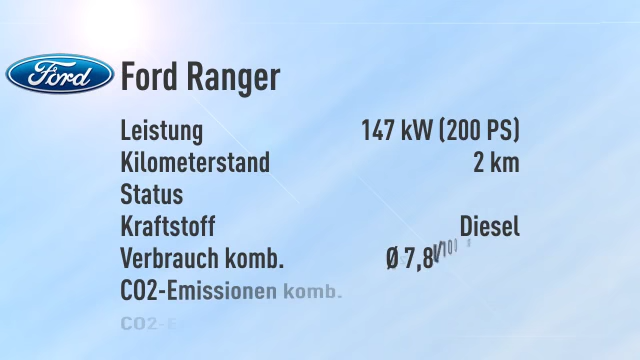 Ford
Ford Ranger
Leistung 147 kW (200 PS)
Kilometerstand 2 km
Status
Kraftstoff Diesel
Verbrauch komb. Ø 7,8 l/100
CO2-Emissionen komb.